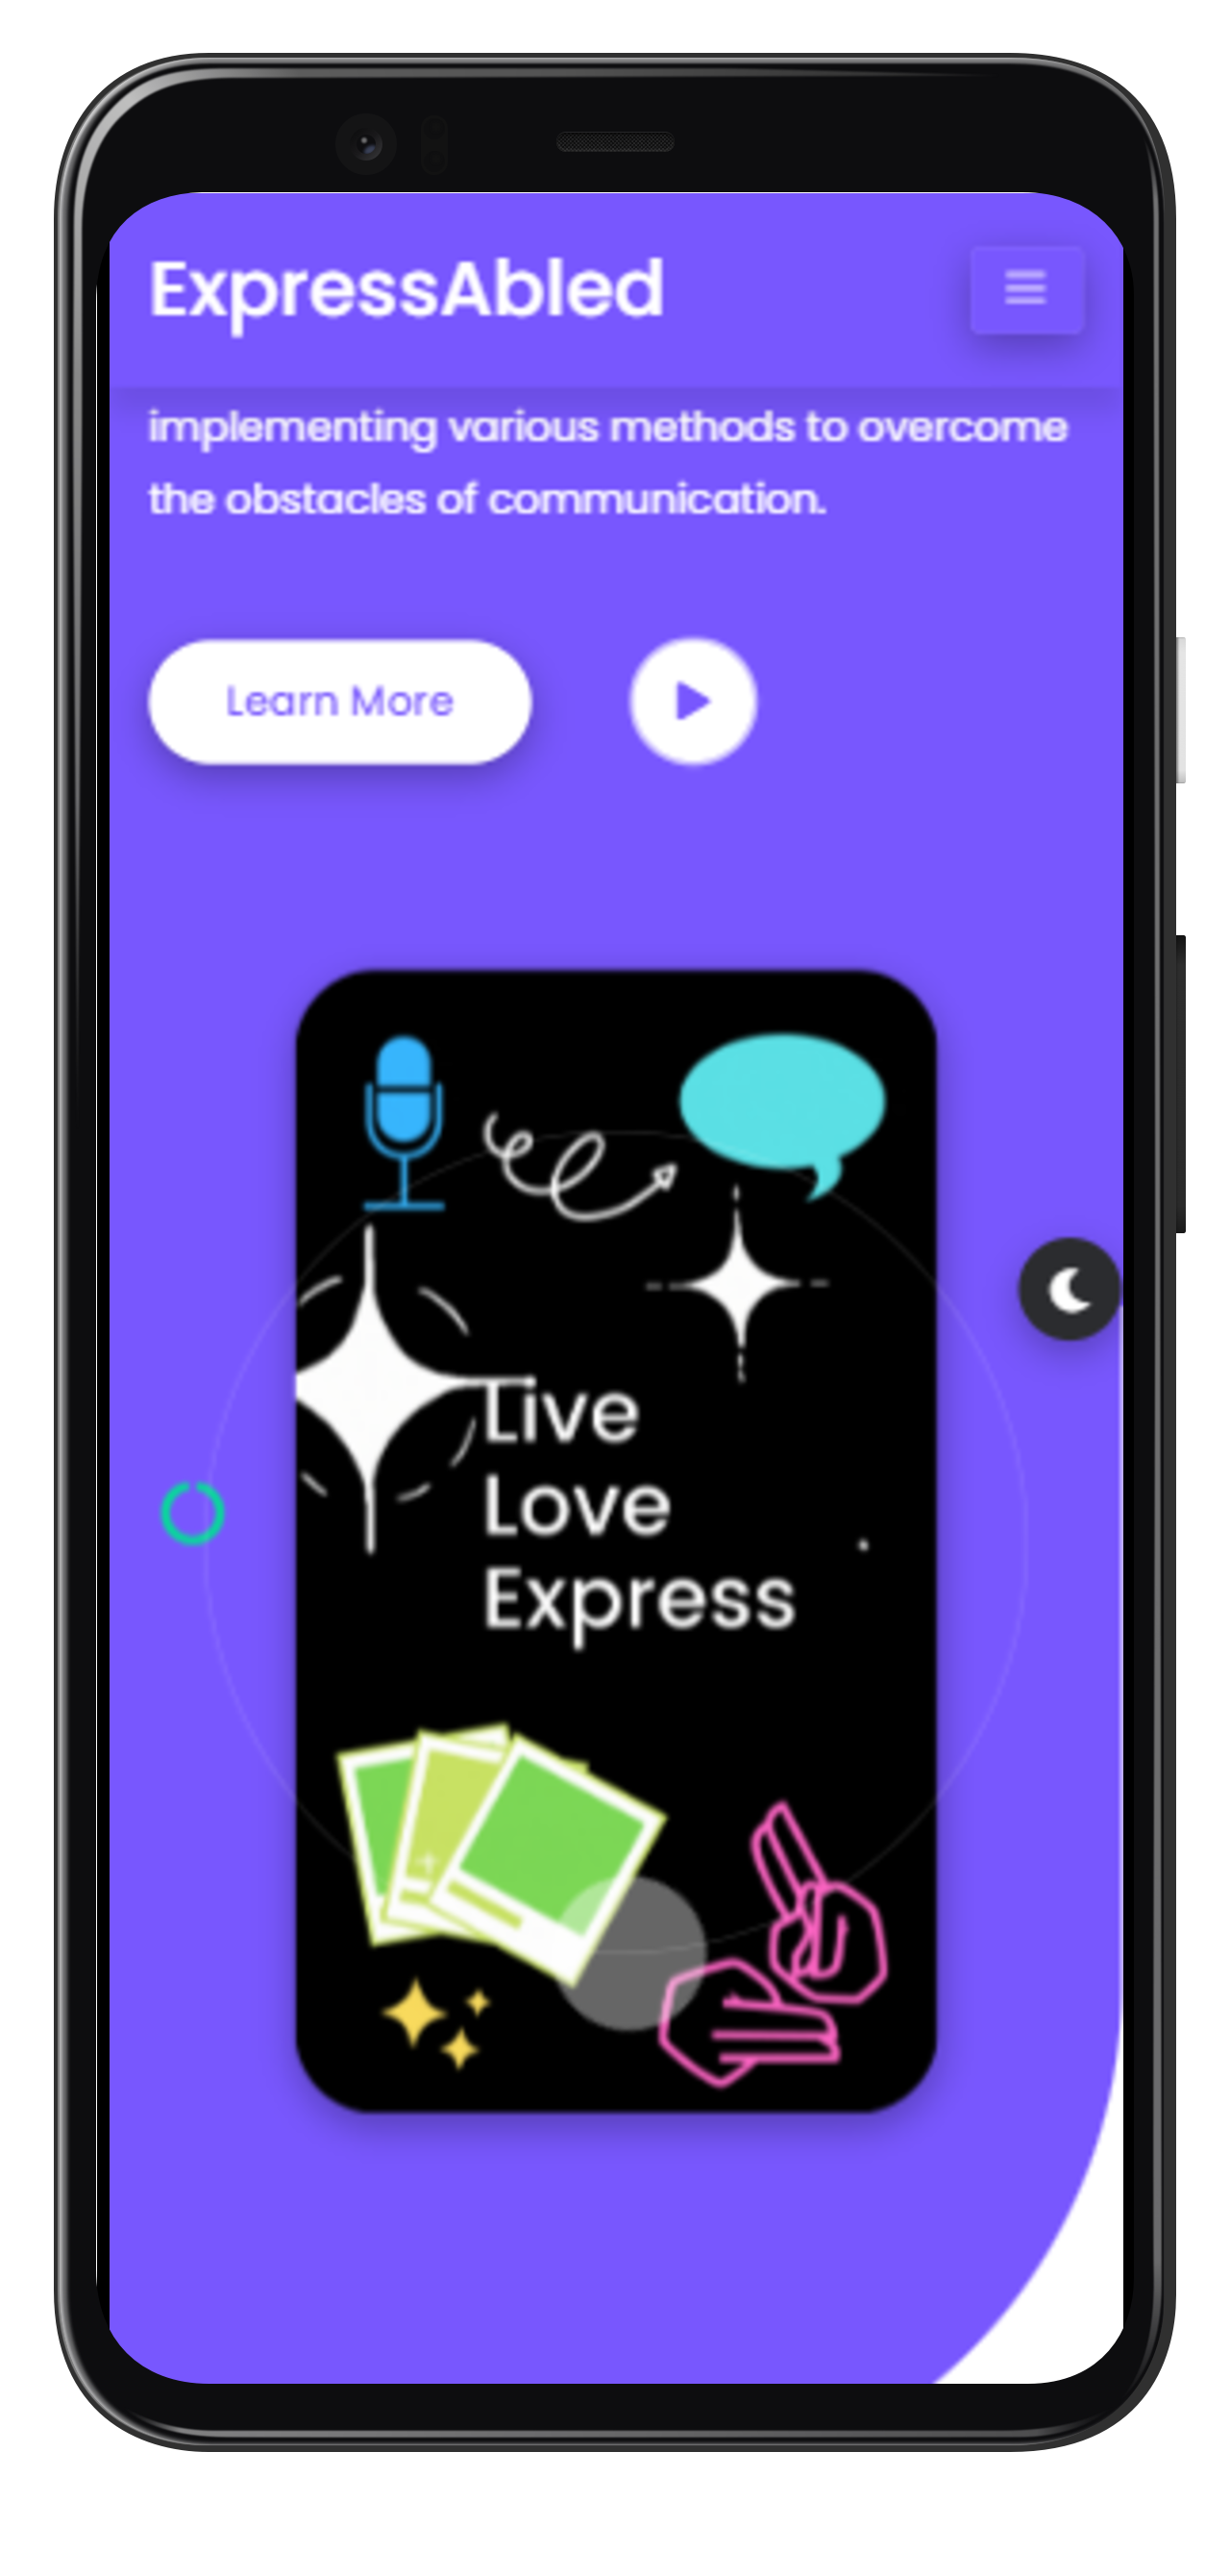 ExpressAbled
implementing various methods to overcome
the obstacles of communication.
Learn More
Live
Love
Express